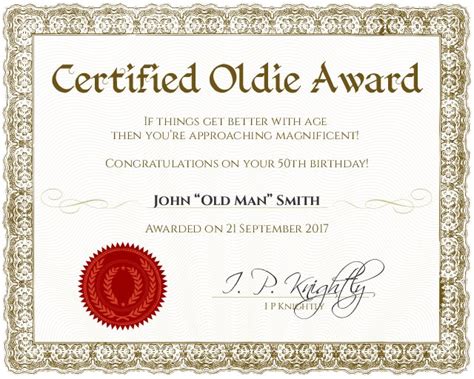 Certified Oldie Award
If things get better with age
then you're approaching magnificent!
Congratulations on your 50th birthday!
John “Old Man” Smith
Awarded on 21 September 2017
I. P. Knightly
I P Knightly